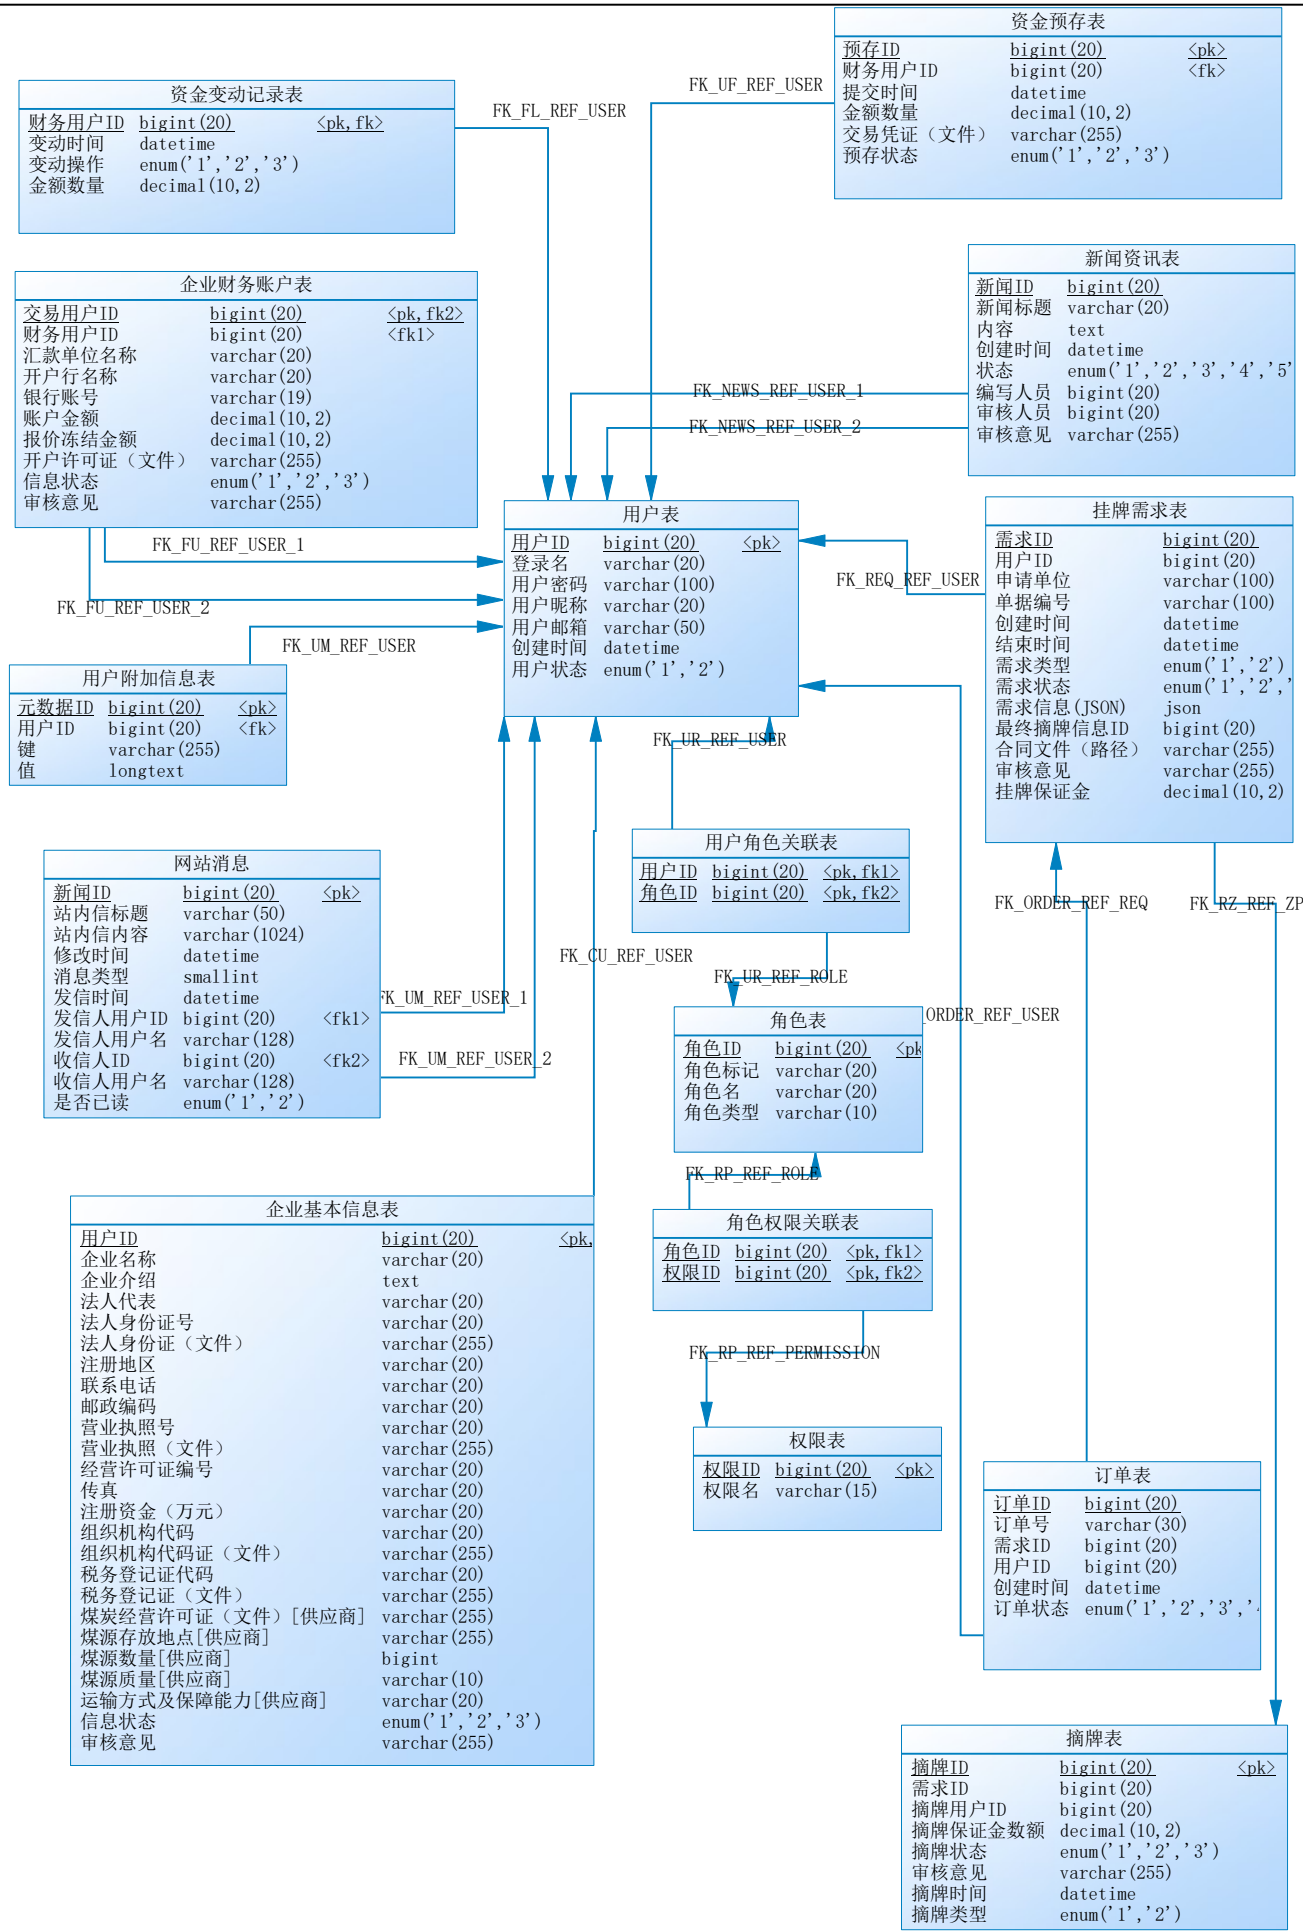 资金预存表
预存ID bigint(20) <pk>
财务用户ID bigint(20) <fk>
提交时间 datetime
金额数量 decimal(10,2)
交易凭证（文件） varchar(255)
预存状态 enum('1','2','3')
FK_UF_REF_USER
资金变动记录表
财务用户ID bigint(20) <pk,fk>
变动时间 datetime
变动操作 enum('1','2','3')
金额数量 decimal(10,2)
FK_FL_REF_USER
新闻资讯表
新闻ID bigint(20)
新闻标题 varchar(20)
内容 text
创建时间 datetime
状态 enum('1','2','3','4','5'
编写人员 bigint(20)
审核人员 bigint(20)
审核意见 varchar(255)
FK_NEWS_REF_USER_1
FK_NEWS_REF_USER_2
企业财务账户表
交易用户ID bigint(20) <pk,fk2>
财务用户ID bigint(20) <fk1>
汇款单位名称 varchar(20)
开户行名称 varchar(20)
银行账号 varchar(19)
账户金额 decimal(10,2)
报价冻结金额 decimal(10,2)
开户许可证（文件） varchar(255)
信息状态 enum('1','2','3')
审核意见 varchar(255)
FK_FU_REF_USER_1
FK_FU_REF_USER_2
用户表
用户ID bigint(20) <pk>
登录名 varchar(20)
用户密码 varchar(100)
用户昵称 varchar(20)
用户邮箱 varchar(50)
创建时间 datetime
用户状态 enum('1','2')
FK_REQ_REF_USER
挂牌需求表
需求ID bigint(20)
用户ID bigint(20)
申请单位 varchar(100)
单据编号 varchar(100)
创建时间 datetime
结束时间 datetime
需求类型 enum('1','2')
需求状态 enum('1','2','
需求信息(JSON) json
最终摘牌信息ID bigint(20)
合同文件（路径） varchar(255)
审核意见 varchar(255)
挂牌保证金 decimal(10,2)
FK_UM_REF_USER
用户附加信息表
元数据ID bigint(20) <pk>
用户ID bigint(20) <fk>
键 varchar(255)
值 longtext
FK_UR_REF_USER
用户角色关联表
用户ID bigint(20) <pk,fk1>
角色ID bigint(20) <pk,fk2>
网站消息
新闻ID bigint(20) <pk>
站内信标题 varchar(50)
站内信内容 varchar(1024)
修改时间 datetime
消息类型 smallint
发信时间 datetime
发信人用户ID bigint(20) <fk1>
发信人用户名 varchar(128)
收信人ID bigint(20) <fk2>
收信人用户名 varchar(128)
是否已读 enum('1','2')
FK_UM_REF_USER_1
FK_UM_REF_USER_2
FK_CU_REF_USER
FK_ORDER_REF_REQ
FK_RZ_REF_ZP
FK_UR_REF_ROLE
_ORDER_REF_USER
角色表
角色ID bigint(20) <pk
角色标记 varchar(20)
角色名 varchar(20)
角色类型 varchar(10)
FK_RP_REF_ROLE
角色权限关联表
角色ID bigint(20) <pk,fk1>
权限ID bigint(20) <pk,fk2>
FK_RP_REF_PERMISSION
权限表
权限ID bigint(20) <pk>
权限名 varchar(15)
企业基本信息表
用户ID bigint(20) <pk,
企业名称 varchar(20)
企业介绍 text
法人代表 varchar(20)
法人身份证号 varchar(20)
法人身份证（文件） varchar(255)
注册地区 varchar(20)
联系电话 varchar(20)
邮政编码 varchar(20)
营业执照号 varchar(20)
营业执照（文件） varchar(255)
经营许可证编号 varchar(20)
传真 varchar(20)
注册资金（万元） varchar(20)
组织机构代码 varchar(20)
组织机构代码证（文件） varchar(255)
税务登记证代码 varchar(20)
税务登记证（文件） varchar(255)
煤炭经营许可证（文件）[供应商] varchar(255)
煤源存放地点[供应商] varchar(255)
煤源数量[供应商] bigint
煤源质量[供应商] varchar(10)
运输方式及保障能力[供应商] varchar(20)
信息状态 enum('1','2','3')
审核意见 varchar(255)
订单表
订单ID bigint(20)
订单号 varchar(30)
需求ID bigint(20)
用户ID bigint(20)
创建时间 datetime
订单状态 enum('1','2','3','
摘牌表
摘牌ID bigint(20) <pk>
需求ID bigint(20)
摘牌用户ID bigint(20)
摘牌保证金数额 decimal(10,2)
摘牌状态 enum('1','2','3')
审核意见 varchar(255)
摘牌时间 datetime
摘牌类型 enum('1','2')